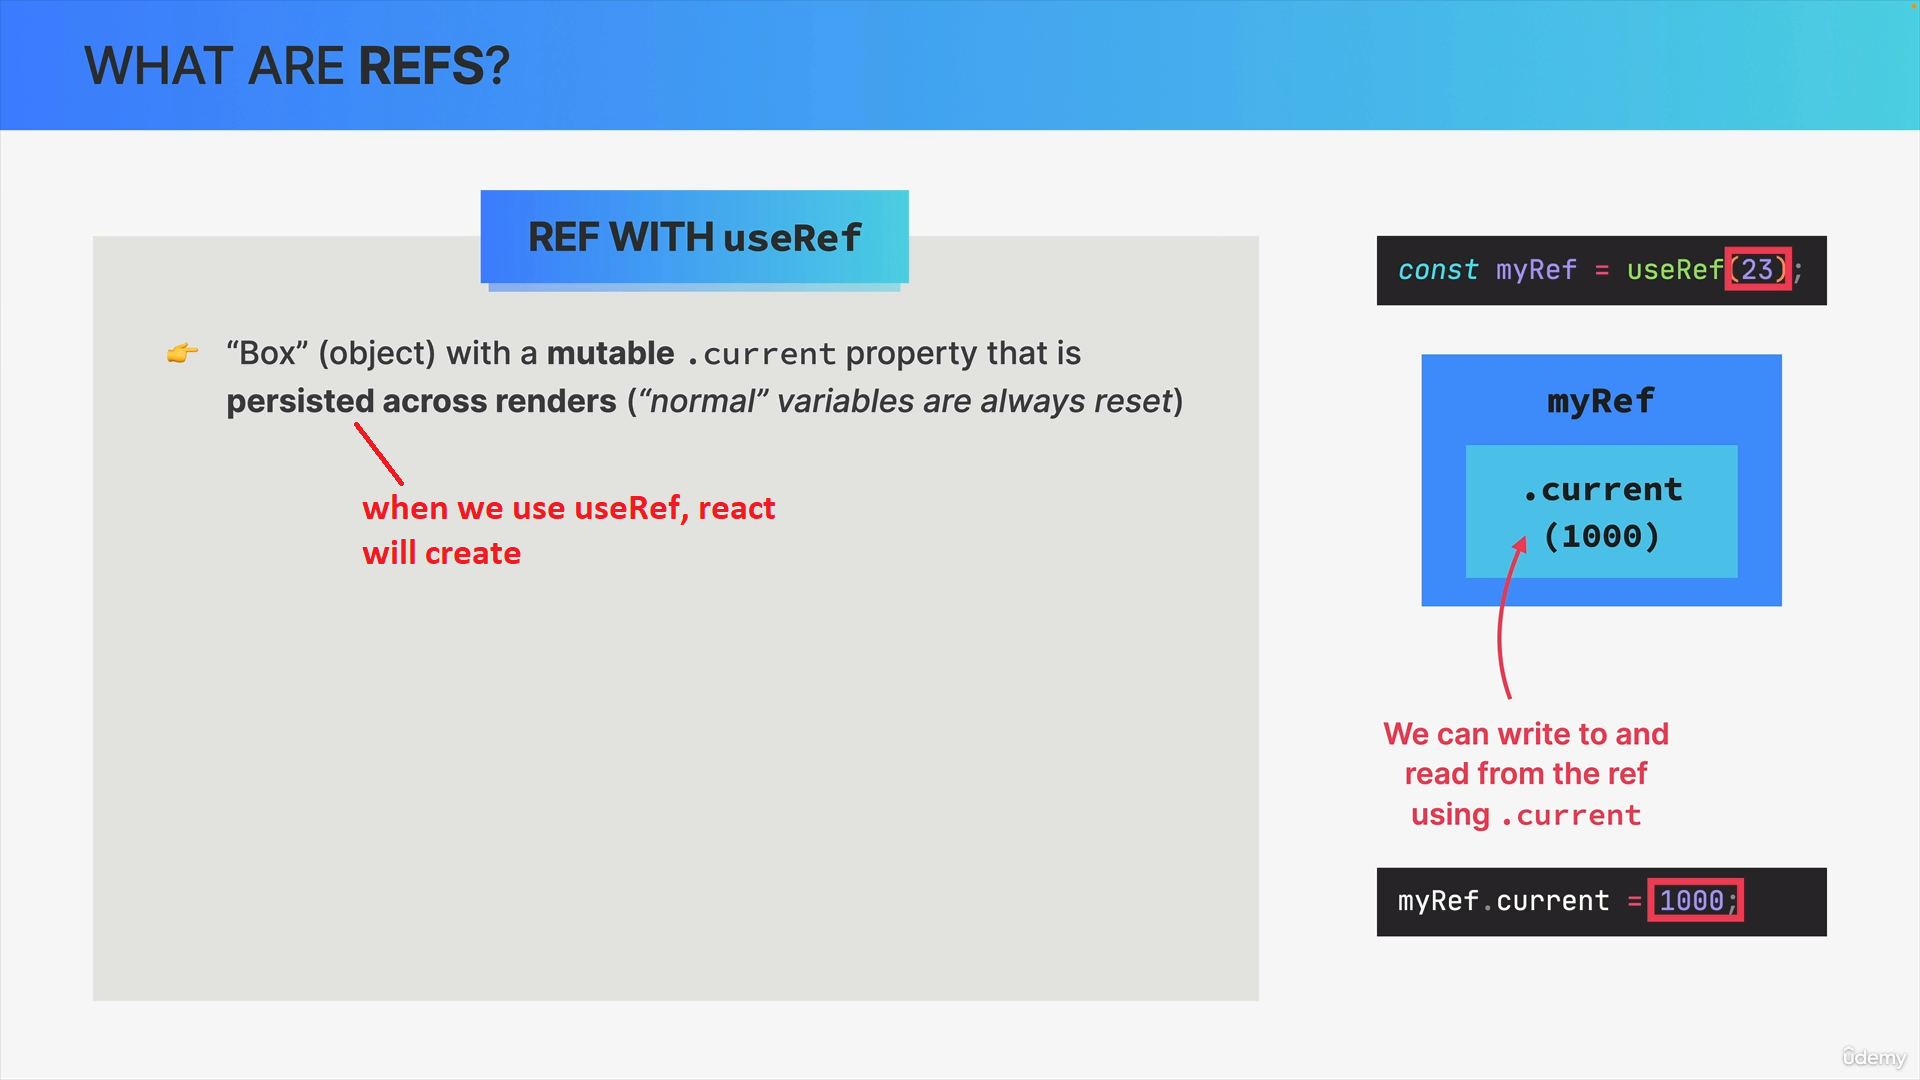 WHAT ARE REFS?
REF WITH useRef
👉 “Box” (object) with a mutable .current property that is
persisted across renders (“normal” variables are always reset)
when we use useRef, react
will create
const myRef = useRef(23);
myRef
.current
(1000)
We can write to and
read from the ref
using .current
myRef.current = 1000;
ûdemy